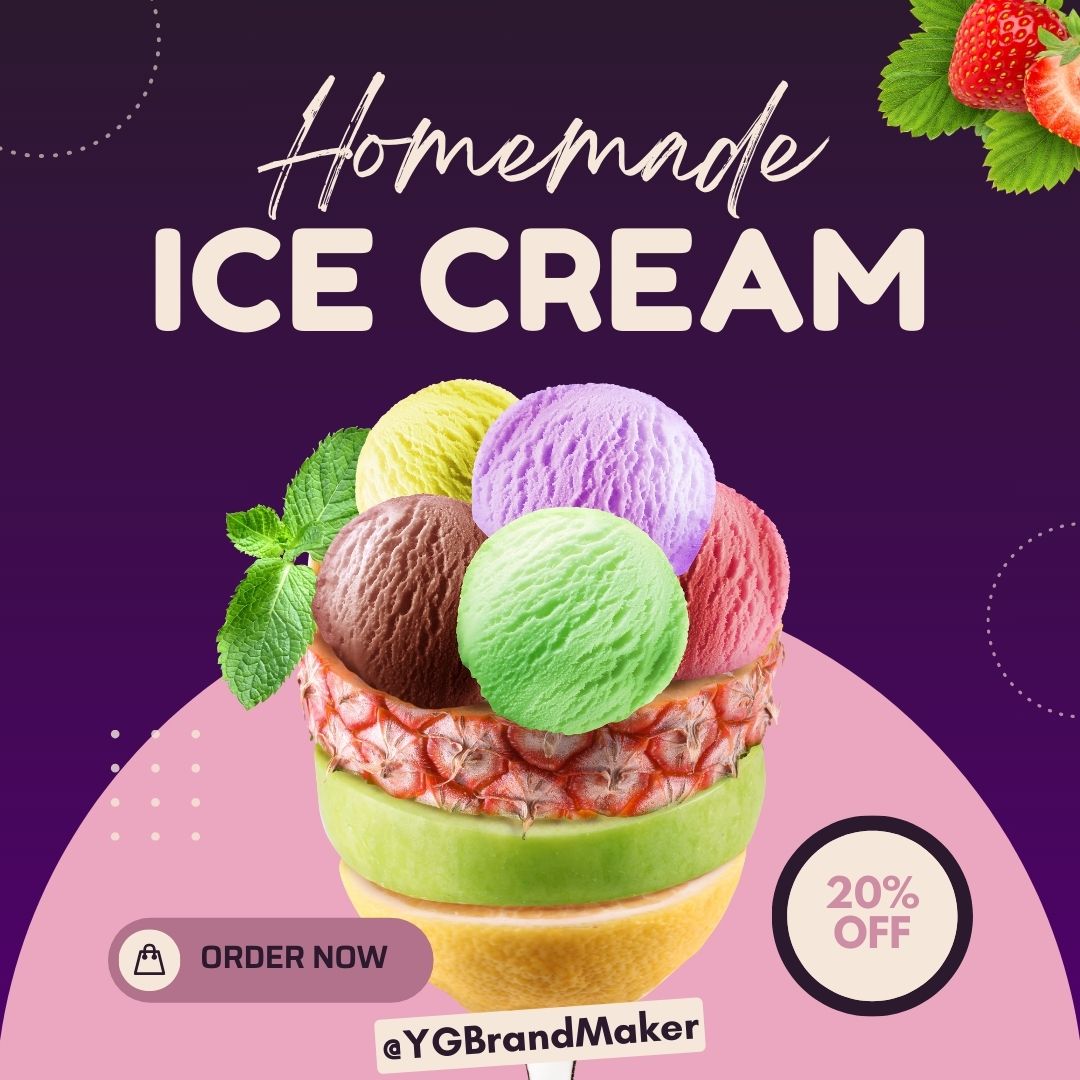 Homemade
ICE CREAM
20%
OFF
ORDER NOW
@YGBrandMaker